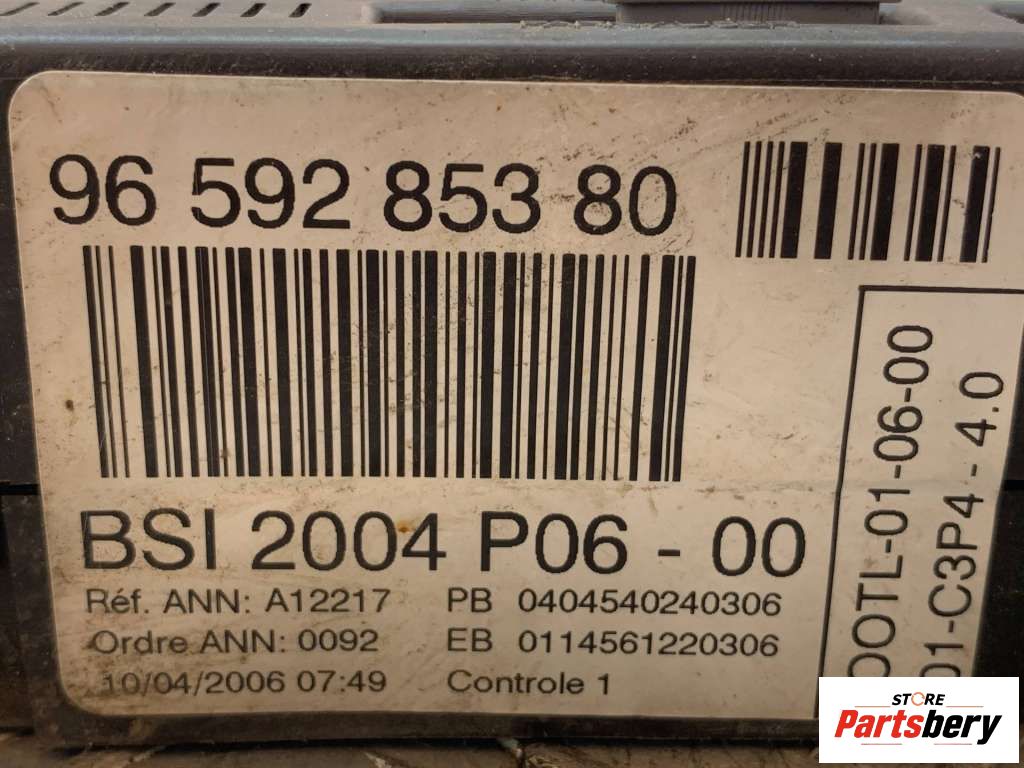 96 592 853 80
BSI 2004 P06 - 00
Réf. ANN: A12217 PB 0404540240306
Ordre ANN: 0092 EB 0114561220306
10/04/2006 07:49 Controle 1
OOTL-01-06-00
01-C3P4 - 4.0
STORE
Partsbery